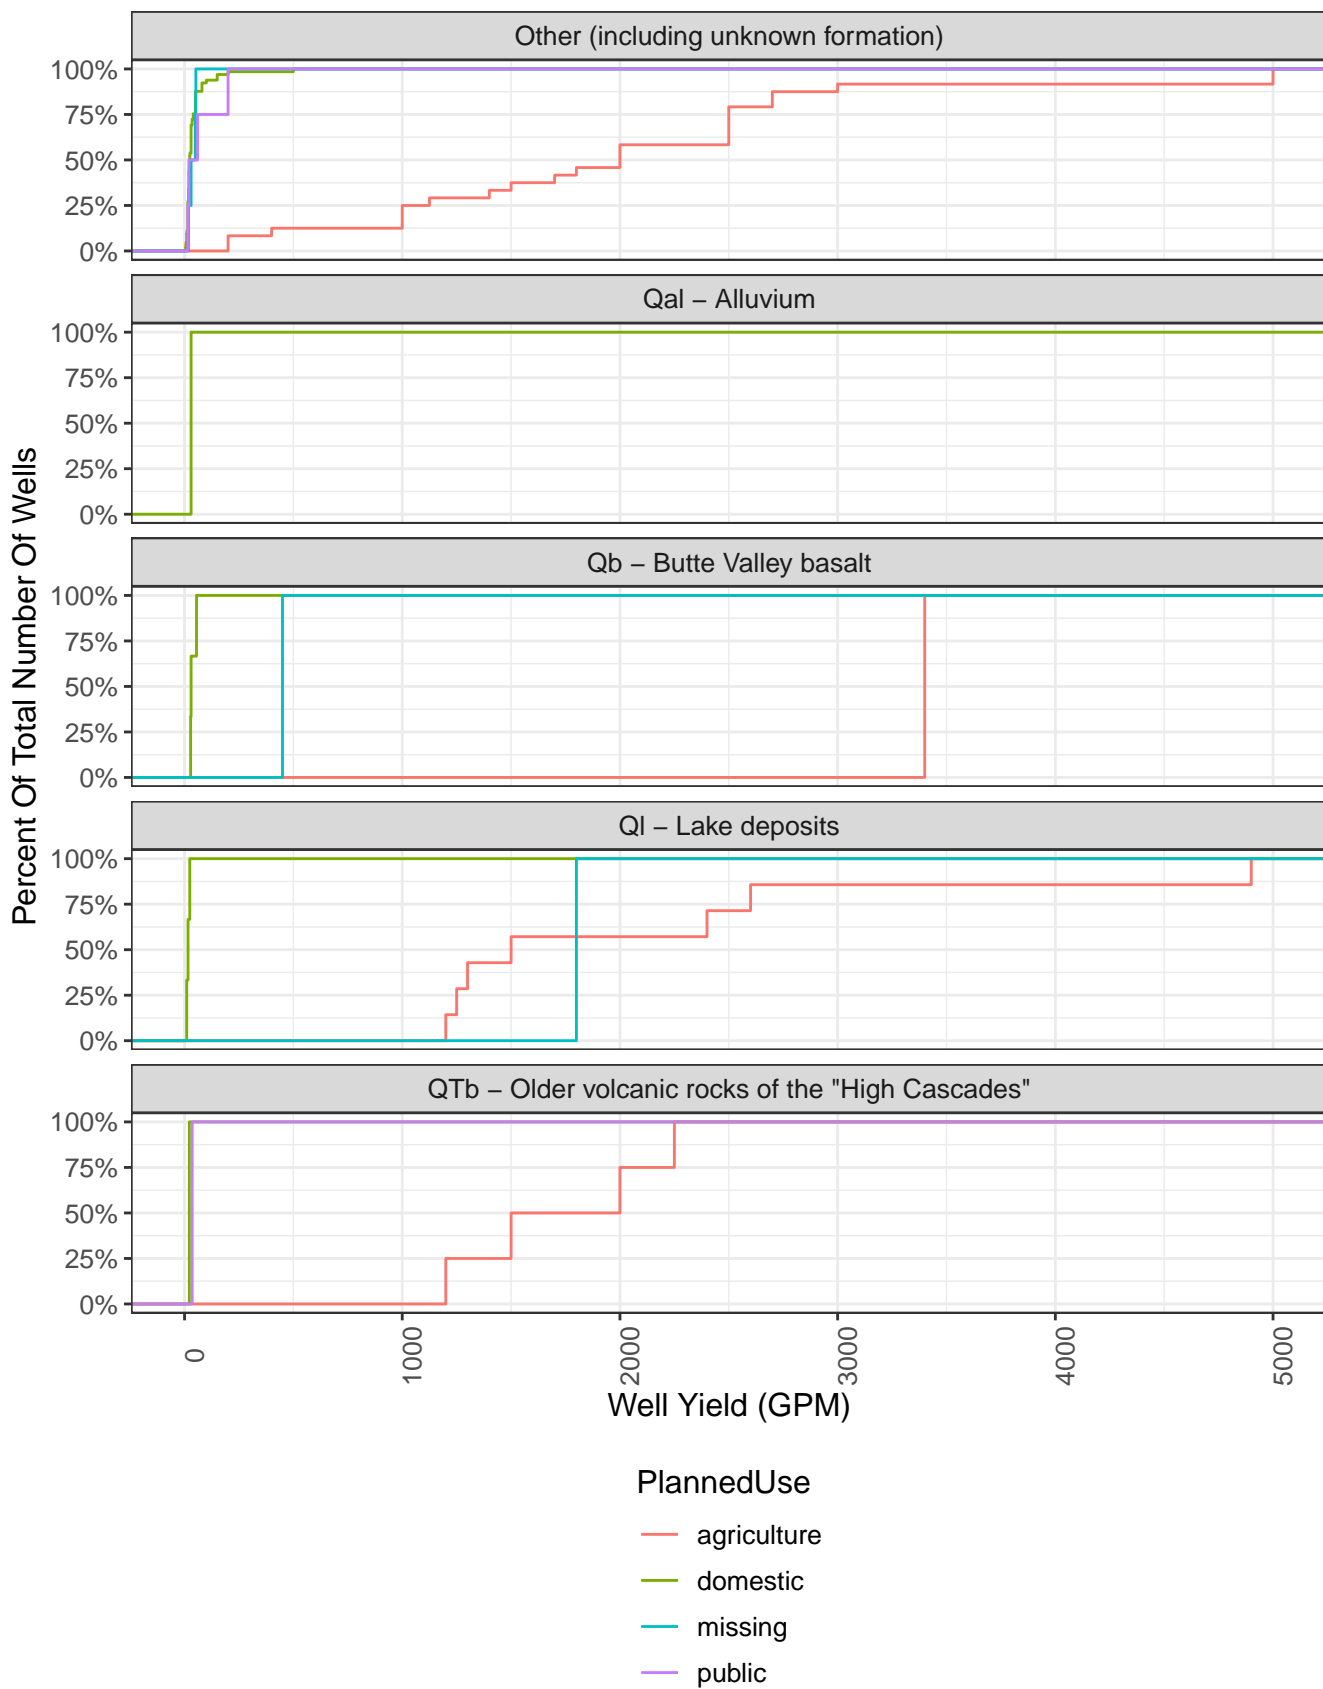 Other (including unknown formation)
100%
75%
50%
25%
0%
Qal − Alluvium
100%
75%
50%
25%
0%
Qb − Butte Valley basalt
100%
75%
50%
25%
0%
Ql − Lake deposits
100%
75%
50%
25%
0%
QTb − Older volcanic rocks of the "High Cascades"
100%
75%
50%
25%
0%
Percent Of Total Number Of Wells
0
1000
2000
3000
4000
5000
Well Yield (GPM)
PlannedUse
agriculture
domestic
missing
public